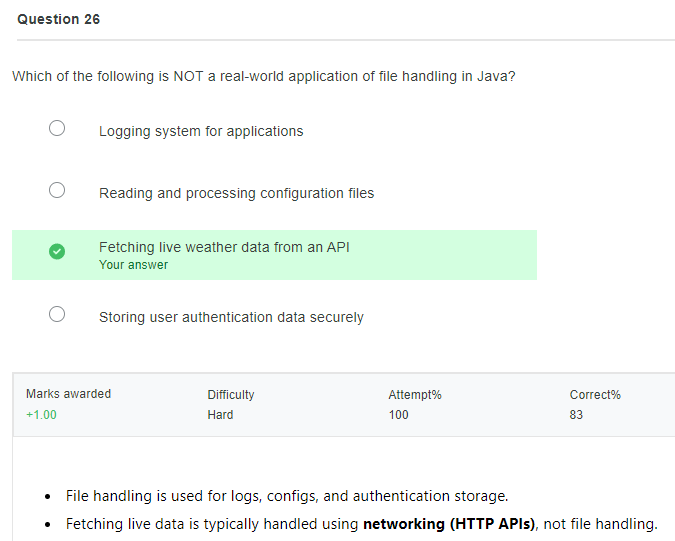 Question 26
Which of the following is NOT a real-world application of file handling in Java?
Logging system for applications
Reading and processing configuration files
Fetching live weather data from an API
Your answer
Storing user authentication data securely
Marks awarded Difficulty Attempt% Correct%
+1.00 Hard 100 83
• File handling is used for logs, configs, and authentication storage.
• Fetching live data is typically handled using networking (HTTP APIs), not file handling.